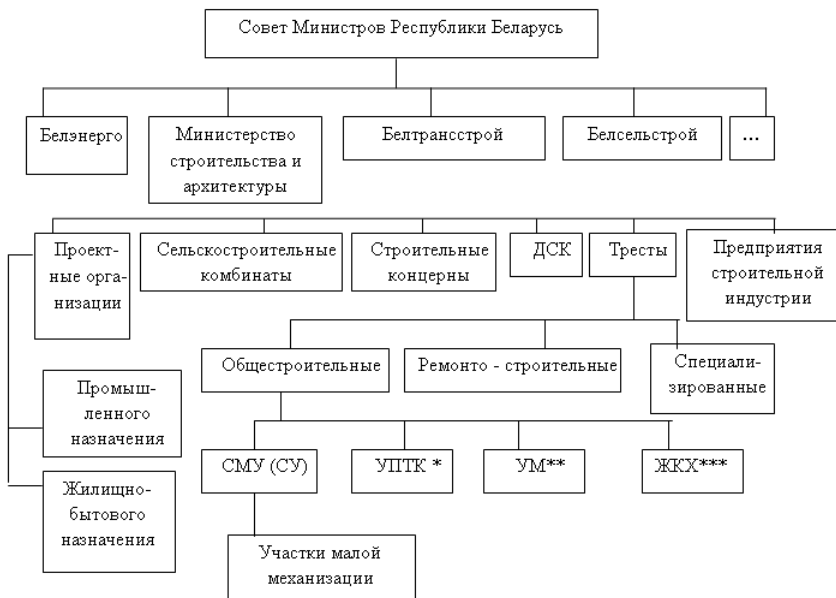 Совет Министров Республики Беларусь
Белэнерго
Министерство
строительства и
архитектуры
Белтрансстрой
Белсельстрой
...
Проект-
ные орга-
низации
Сельскостроительные
комбинаты
Строительные
концерны
ДСК
Тресты
Предприятия
строительной
индустрии
Общестроительные
Ремонто - строительные
Специали-
зированные
Промыш-
ленного
назначения
Жилищно-
бытового
назначения
СМУ (СУ)
УПТК *
УМ**
ЖКХ***
Участки малой
механизации